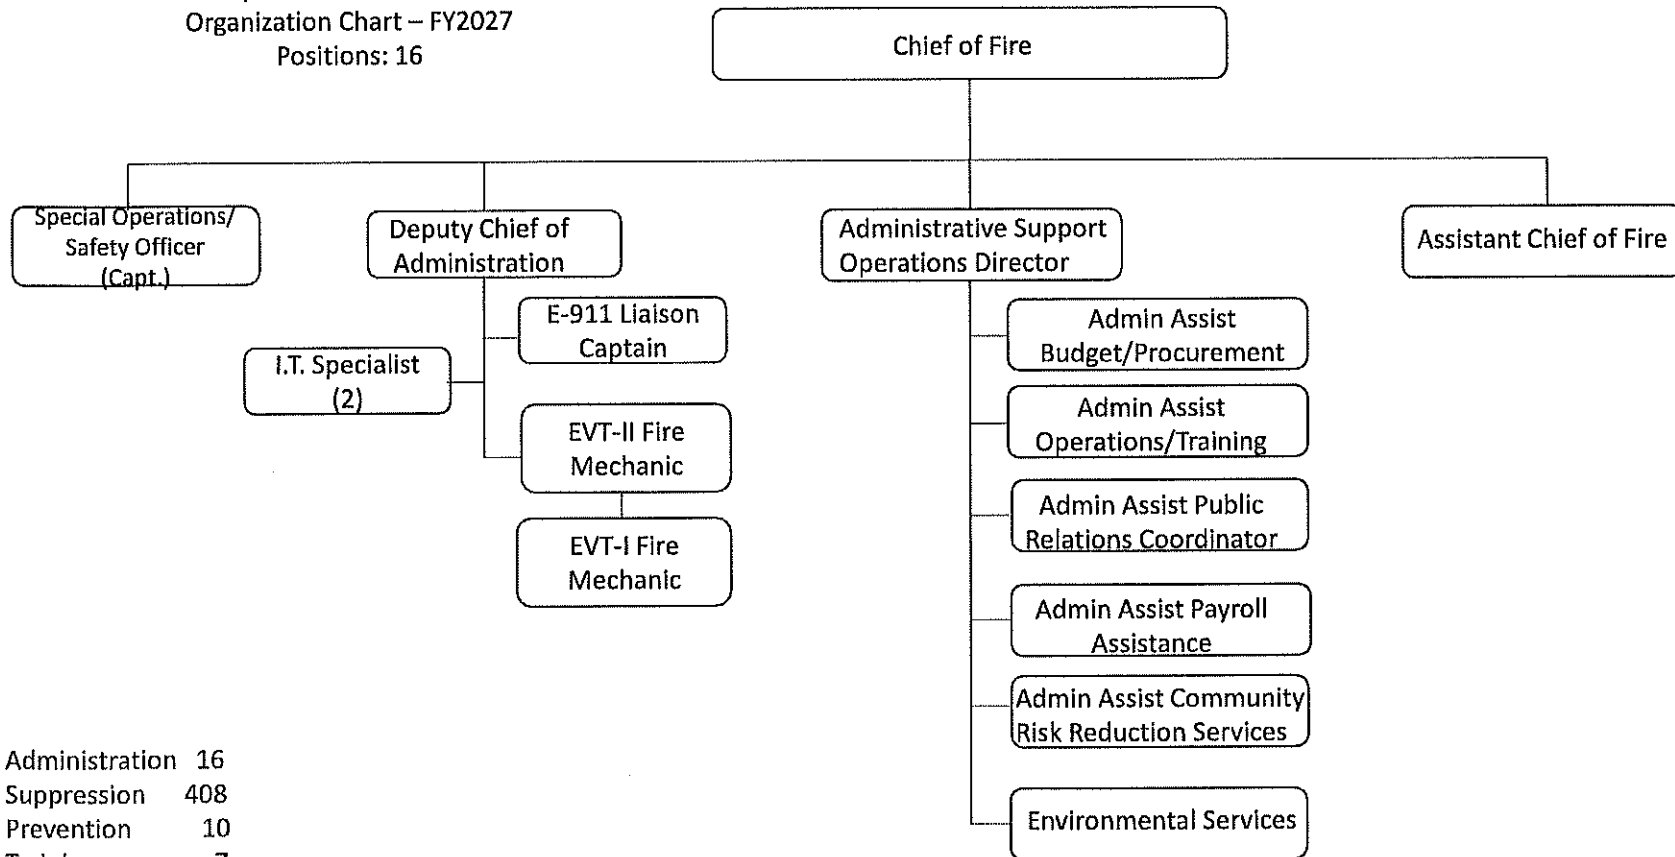 Organization Chart – FY2027
Positions: 16
Chief of Fire
Special Operations/
Safety Officer
(Capt.)
Deputy Chief of
Administration
Administrative Support
Operations Director
Assistant Chief of Fire
E-911 Liaison
Captain
I.T. Specialist
(2)
EVT-II Fire
Mechanic
EVT-I Fire
Mechanic
Admin Assist
Budget/Procurement
Admin Assist
Operations/Training
Admin Assist Public
Relations Coordinator
Admin Assist Payroll
Assistance
Admin Assist Community
Risk Reduction Services
Environmental Services
Administration 16
Suppression 408
Prevention 10
7